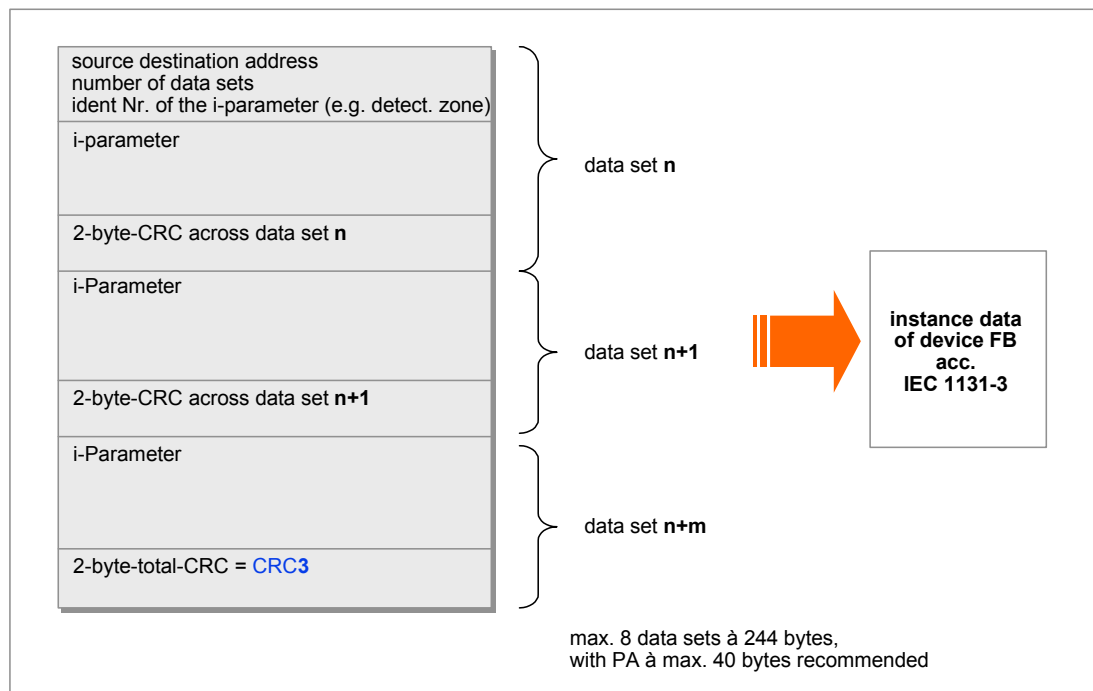 source destination address
number of data sets
ident Nr. of the i-parameter (e.g. detect. zone)
i-parameter
2-byte-CRC across data set n
i-Parameter
2-byte-CRC across data set n+1
i-Parameter
2-byte-total-CRC = CRC3
data set n
data set n+1
data set n+m
instance data
of device FB
acc.
IEC 1131-3
max. 8 data sets à 244 bytes,
with PA à max. 40 bytes recommended